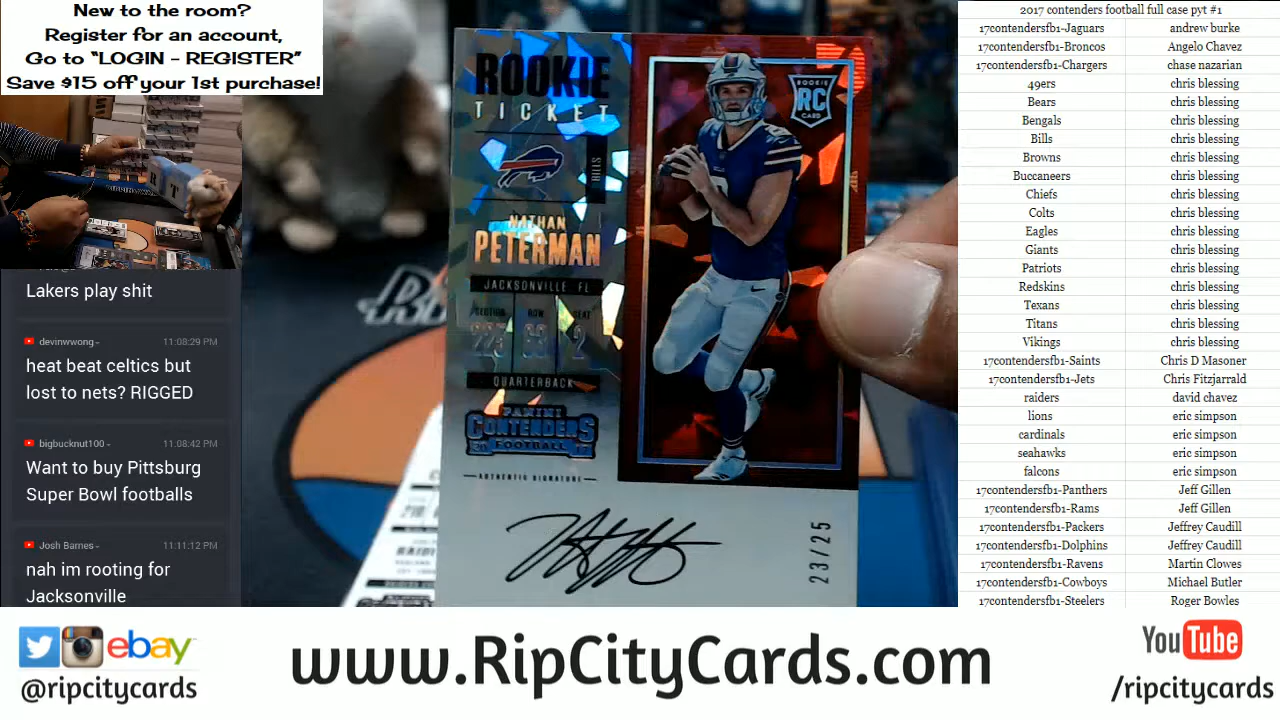 New to the room?
Register for an account,
Go to “LOGIN - REGISTER”
Save $15 off your 1st purchase!
Lakers play shit
devinwwong
11:08:29 PM
heat beat celtics but
lost to nets? RIGGED
bigbucknut100
11:08:42 PM
Want to buy Pittsburg
Super Bowl footballs
Josh Barnes
11:11:12 PM
nah im rooting for
Jacksonville
ROOKIE
TICKET
BILLS
NATHAN
PETERMAN
JACKSONVILLE FL
SECTION ROW SEAT
QUARTERBACK
PANINI
CONTENDERS
FOOTBALL
AUTHENTIC SIGNATURE
23/25
ROOKIE
RC
CARD
2017 contenders football full case pyt #1
17contendersfb1-Jaguars andrew burke
17contendersfb1-Broncos Angelo Chavez
17contendersfb1-Chargers chase nazarian
49ers chris blessing
Bears chris blessing
Bengals chris blessing
Bills chris blessing
Browns chris blessing
Buccaneers chris blessing
Chiefs chris blessing
Colts chris blessing
Eagles chris blessing
Giants chris blessing
Patriots chris blessing
Redskins chris blessing
Texans chris blessing
Titans chris blessing
Vikings chris blessing
17contendersfb1-Saints Chris D Masoner
17contendersfb1-Jets Chris Fitzjarrald
raiders david chavez
lions eric simpson
cardinals eric simpson
seahawks eric simpson
falcons eric simpson
17contendersfb1-Panthers Jeff Gillen
17contendersfb1-Rams Jeff Gillen
17contendersfb1-Packers Jeffrey Caudill
17contendersfb1-Dolphins Jeffrey Caudill
17contendersfb1-Ravens Martin Clowes
17contendersfb1-Cowboys Michael Butler
17contendersfb1-Steelers Roger Bowles
ebay
@ripcitycards
www.RipCityCards.com
YouTube
/ripcitycards